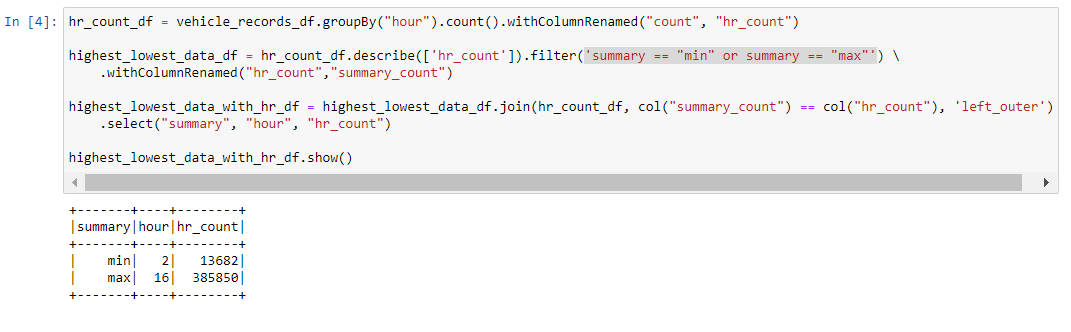 In [4]: hr_count_df = vehicle_records_df.groupBy("hour").count().withColumnRenamed("count", "hr_count")
highest_lowest_data_df = hr_count_df.describe(['hr_count']).filter('summary == "min" or summary == "max"') \
    .withColumnRenamed("hr_count","summary_count")
highest_lowest_data_with_hr_df = highest_lowest_data_df.join(hr_count_df, col("summary_count") == col("hr_count"), 'left_outer')
    .select("summary", "hour", "hr_count")
highest_lowest_data_with_hr_df.show()
+-------+----+--------+
|summary|hour|hr_count|
+-------+----+--------+
|    min|   2|   13682|
|    max|  16|  385850|
+-------+----+--------+